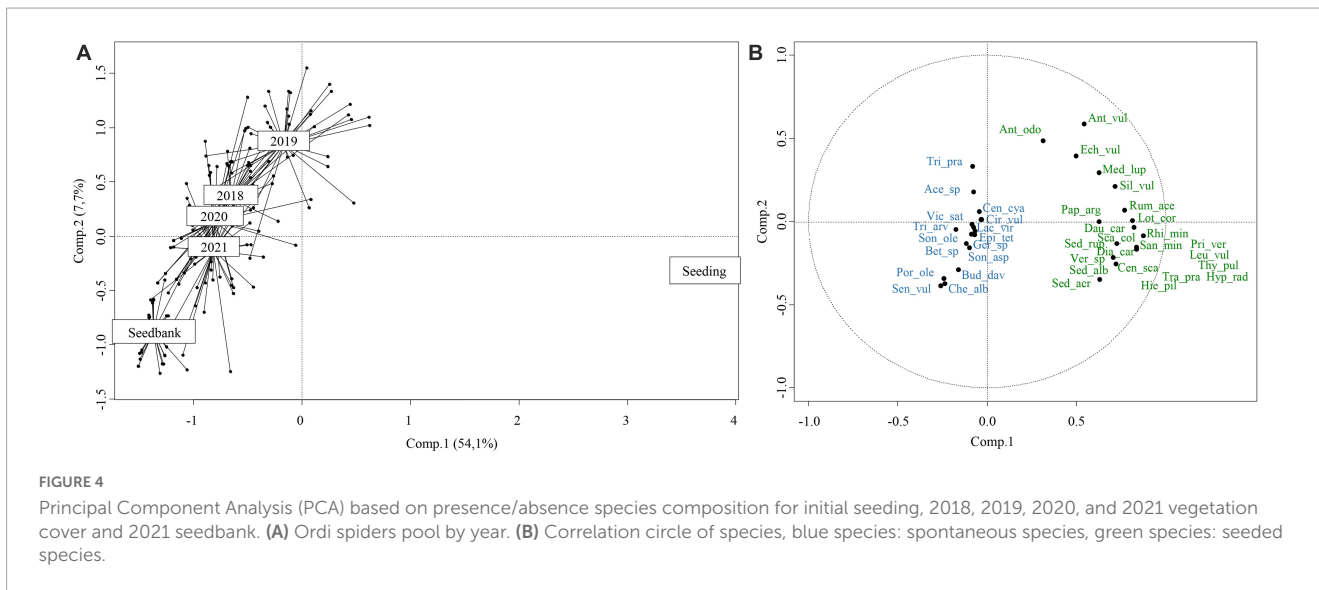 A
B
1.5
1.0
0.5
0.0
-0.5
-1.0
-1.5
Comp.2 (7,7%)
2019
2018
2020
2021
Seedbank
Seeding
-1
0
1
2
3
4
Comp.1 (54,1%)
1.0
0.5
0.0
-0.5
-1.0
Comp.2
Ant_vul
Ant_odo
Ech_vul
Tri_pra
Med_lup
Ace_sp
Sil_vul
Cen_cya
Rum_ace
Pap_arg
Vic_sat
Cir_vul
Lot_cor
Tri_arv
Lac_vir
Dau_car
Rhi_min
Son_ole
Epi_tet
Sca_col
Sed_rup
San_min
Pri_ver
Bet_sp
Ger_sp
Dia_car
Leu_vul
Son_asp
Ver_sp
Cen_sca
Thy_pul
Por_ole
Bud_dav
Sed_alb
Tra_pra
Hyp_rad
Sen_vul
Che_alb
Sed_acr
Hie_pil
-1.0
-0.5
0.0
0.5
Comp.1
FIGURE 4
Principal Component Analysis (PCA) based on presence/absence species composition for initial seeding, 2018, 2019, 2020, and 2021 vegetation
cover and 2021 seedbank. (A) Ordi spiders pool by year. (B) Correlation circle of species, blue species: spontaneous species, green species: seeded
species.